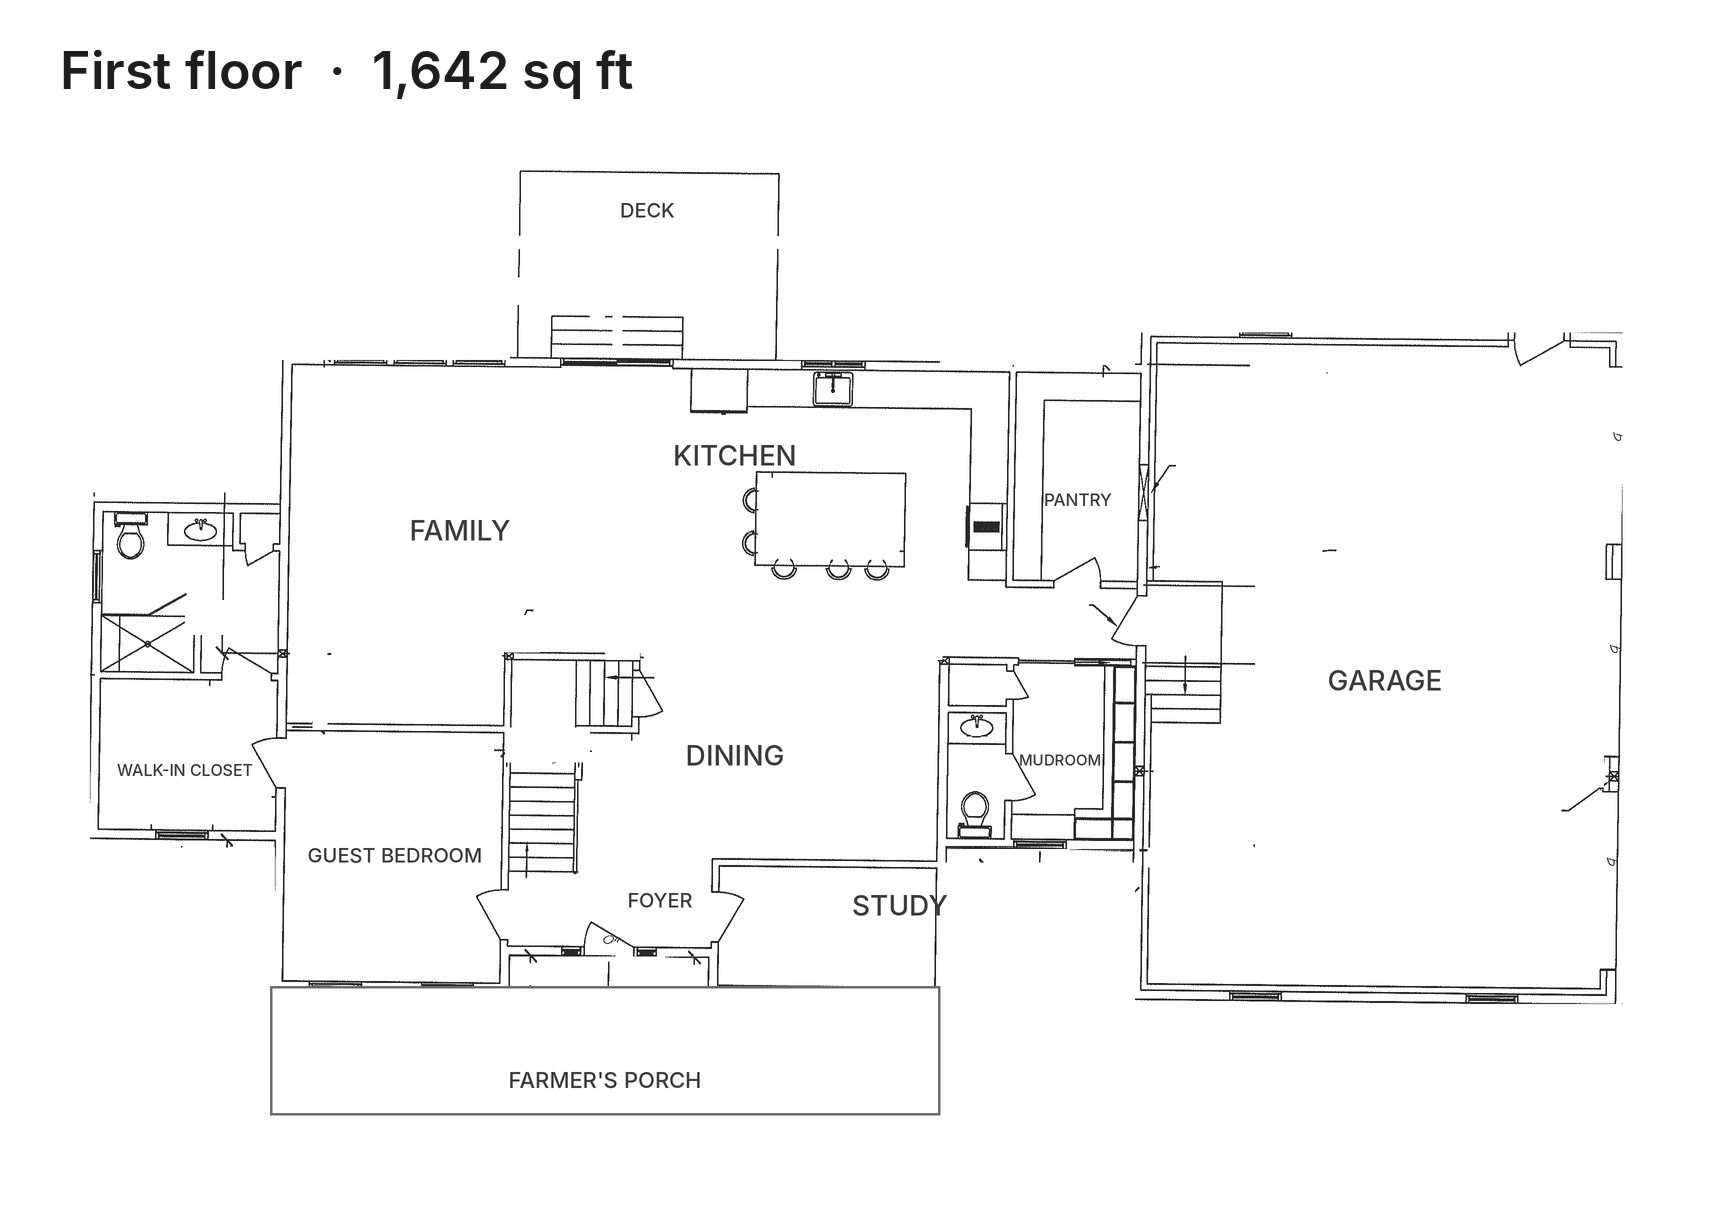 First floor · 1,642 sq ft
DECK
KITCHEN
PANTRY
FAMILY
GARAGE
DINING
MUDROOM
WALK-IN CLOSET
GUEST BEDROOM
FOYER
STUDY
FARMER'S PORCH